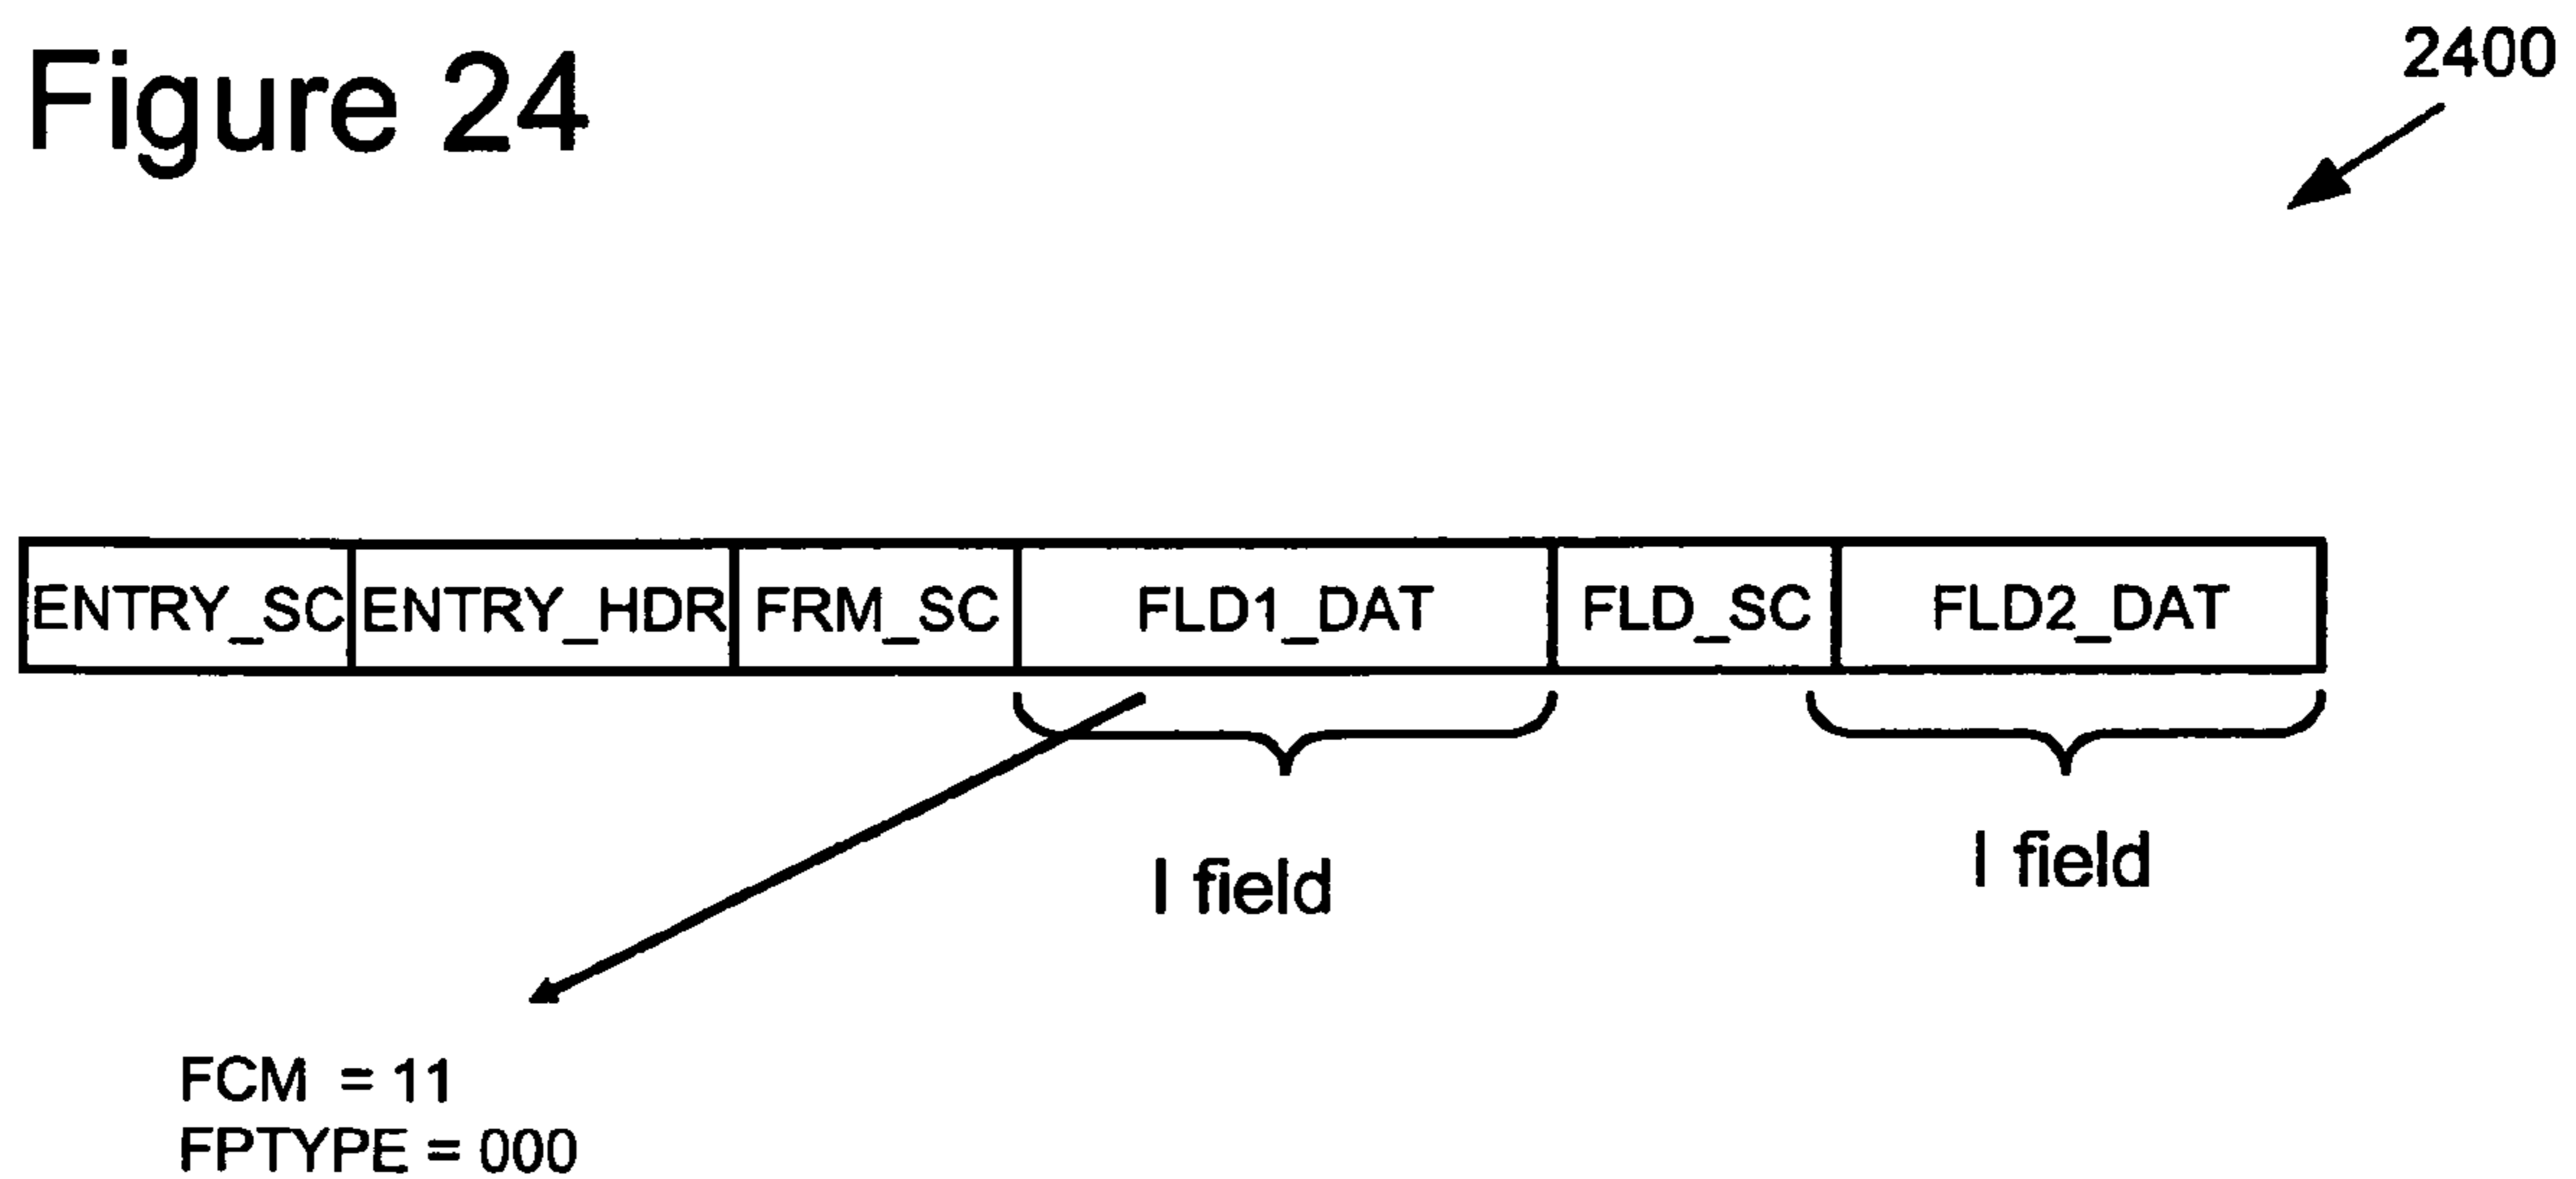 Figure 24
2400
ENTRY_SC ENTRY_HDR FRM_SC FLD1_DAT FLD_SC FLD2_DAT
I field
I field
FCM = 11
FPTYPE = 000